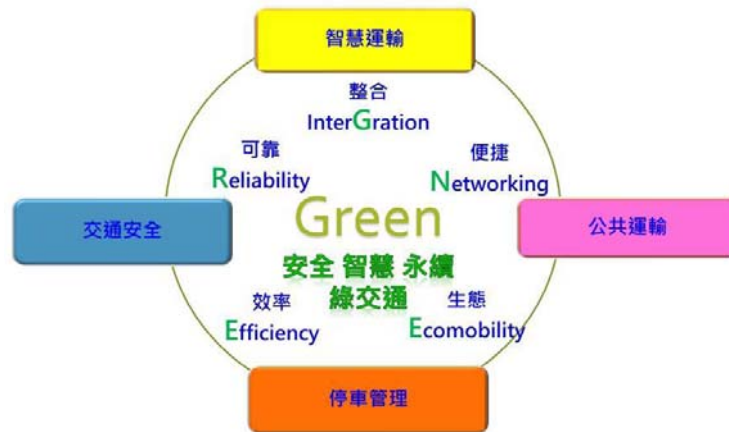 智慧運輸
整合
InterGration
可靠
Reliability
便捷
Networking
Green
交通安全
公共運輸
安全 智慧 永續
綠交通
效率
Efficiency
生態
Ecomobility
停車管理